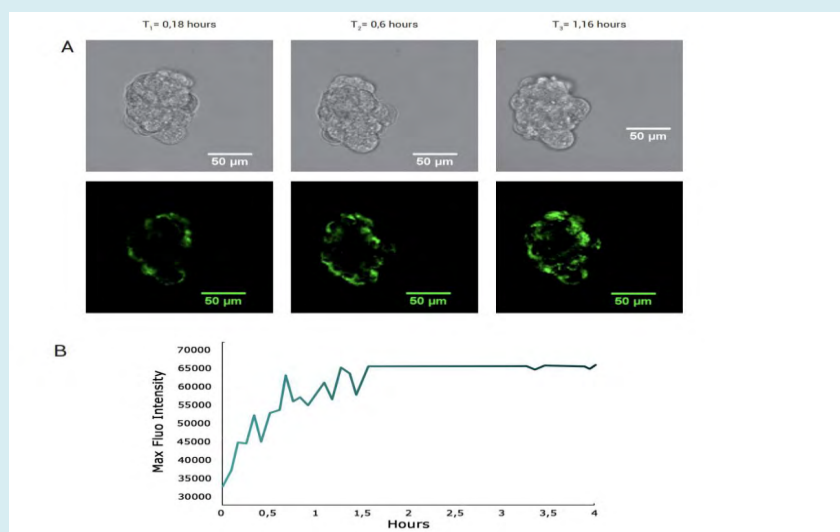 T₁= 0,18 hours
T₂= 0,6 hours
T₃= 1,16 hours
A
50 µm
50 µm
50 µm
50 µm
50 µm
50 µm
B
Max Fluo Intensity
70000
65000
60000
55000
50000
45000
40000
35000
30000
0
0,5
1
1,5
2
2,5
3
3,5
4
Hours